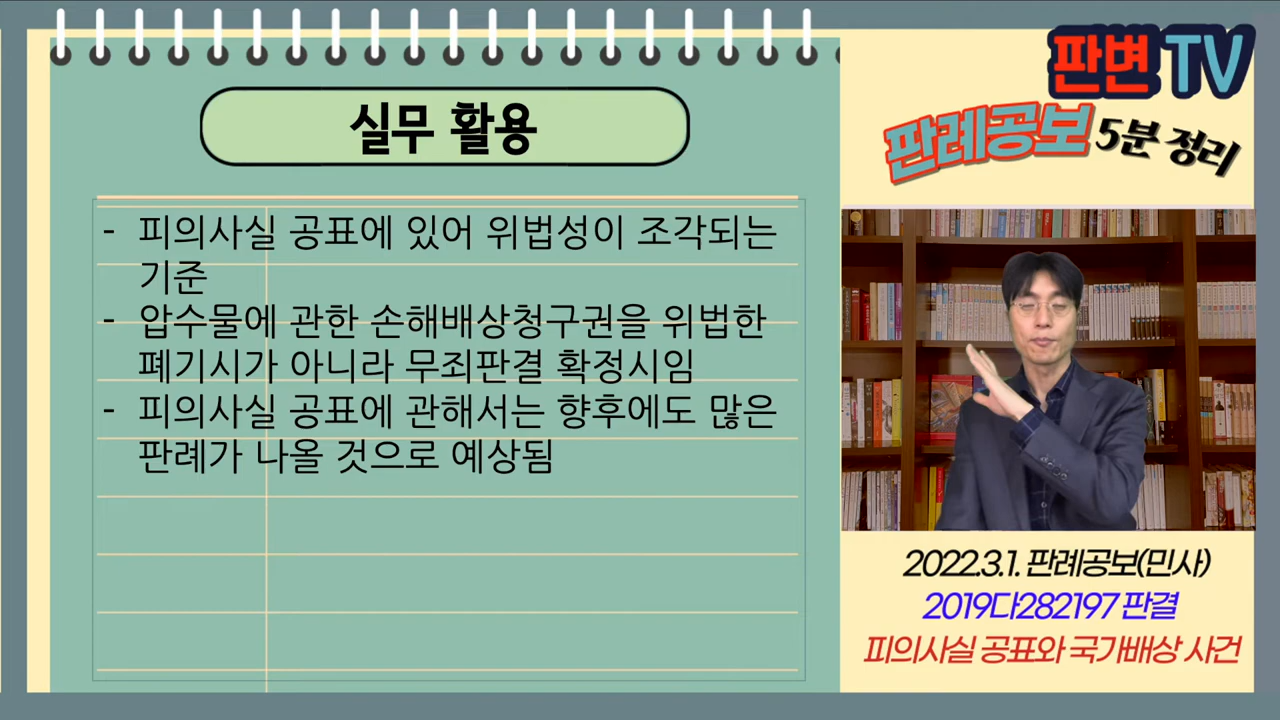 실무 활용
- 피의사실 공표에 있어 위법성이 조각되는
기준
- 압수물에 관한 손해배상청구권을 위법한
폐기시가 아니라 무죄판결 확정시임
- 피의사실 공표에 관해서는 향후에도 많은
판례가 나올 것으로 예상됨
판변 TV
판례공보 5분 정리
2022.3.1. 판례공보(민사)
2019다282197 판결
피의사실 공표와 국가배상 사건